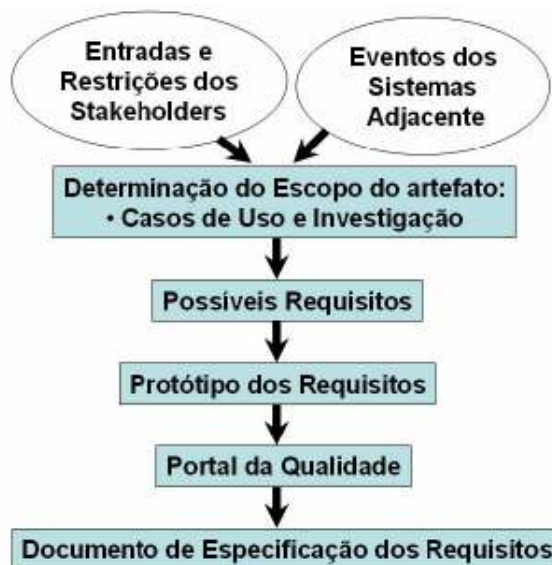 Entradas e
Restrições dos
Stakeholders
Eventos dos
Sistemas
Adjacente
Determinação do Escopo do artefato:
• Casos de Uso e Investigação
Possíveis Requisitos
Protótipo dos Requisitos
Portal da Qualidade
Documento de Especificação dos Requisitos